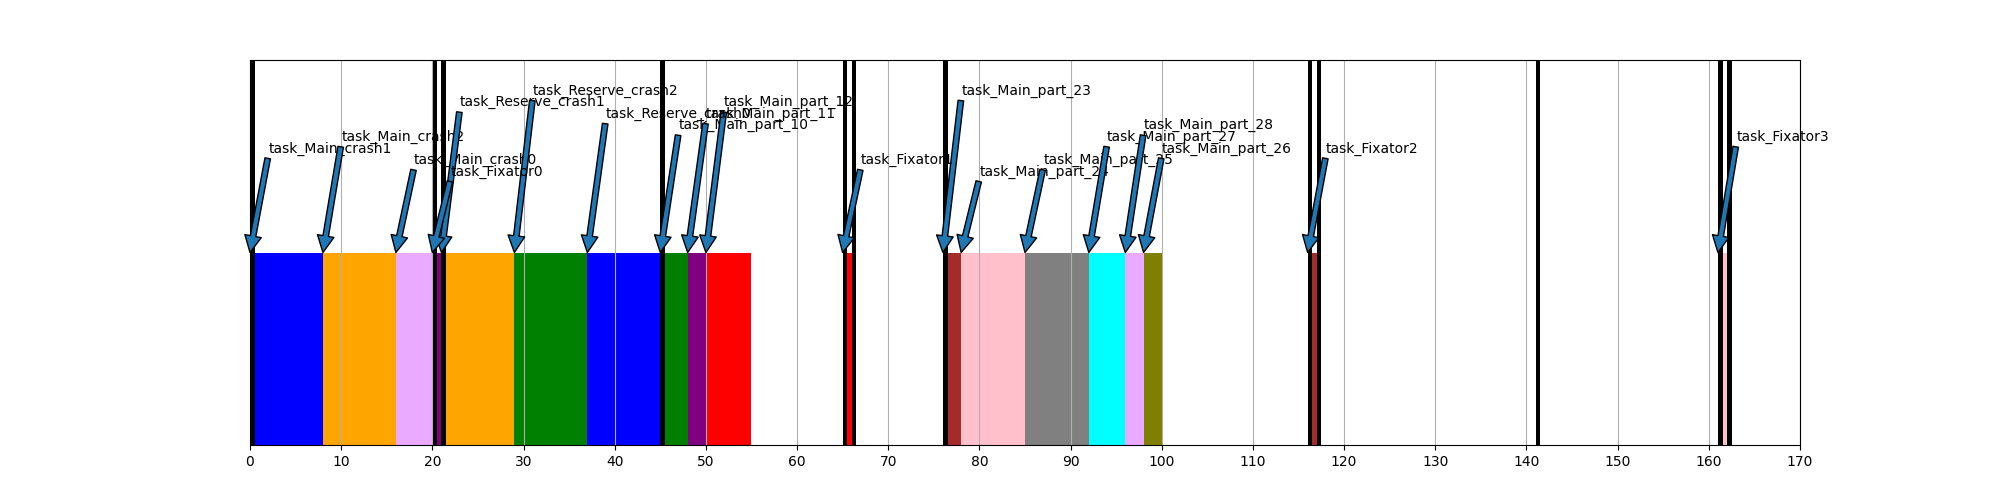 task_Main_part_23
task_Reserve_crash2
task_Reserve_crash1
task_Main_part_12
task_Reserve_crash0
task_Main_part_11
task_Main_part_10
task_Main_part_28
task_Main_crash2
task_Main_part_27
task_Fixator3
task_Main_crash1
task_Main_part_26
task_Fixator2
task_Main_crash0
task_Fixator1
task_Main_part_25
task_Fixator0
task_Main_part_24
0 10 20 30 40 50 60 70 80 90 100 110 120 130 140 150 160 170